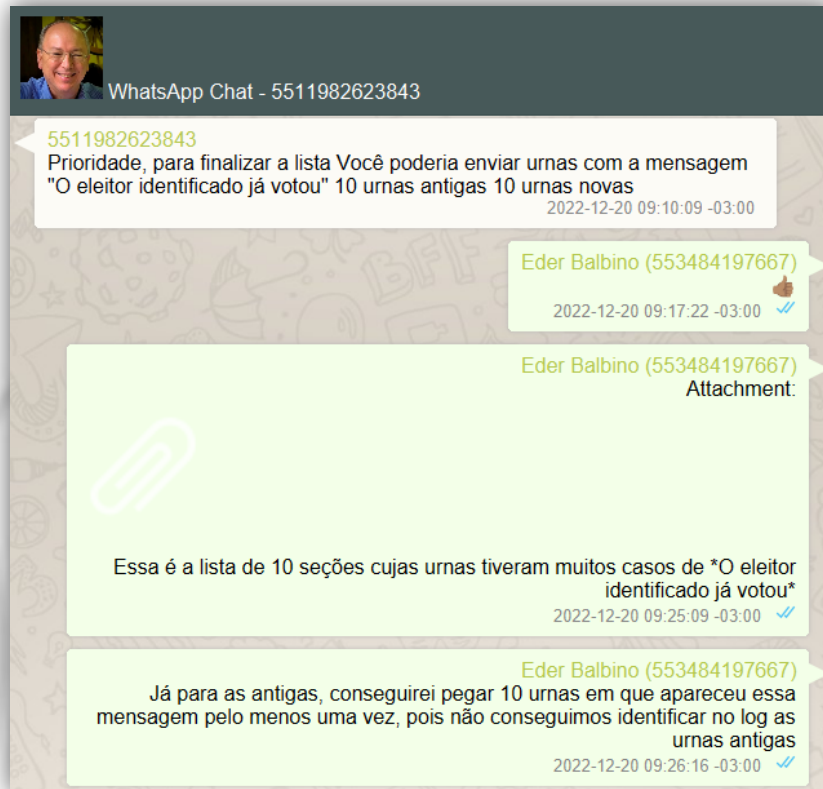 WhatsApp Chat - 5511982623843
5511982623843
Prioridade, para finalizar a lista Você poderia enviar urnas com a mensagem
"O eleitor identificado já votou" 10 urnas antigas 10 urnas novas
2022-12-20 09:10:09 -03:00
Eder Balbino (553484197667)
👍🏽
2022-12-20 09:17:22 -03:00
Eder Balbino (553484197667)
Attachment:
Essa é a lista de 10 seções cujas urnas tiveram muitos casos de *O eleitor
identificado já votou*
2022-12-20 09:25:09 -03:00
Eder Balbino (553484197667)
Já para as antigas, conseguirei pegar 10 urnas em que apareceu essa
mensagem pelo menos uma vez, pois não conseguimos identificar no log as
urnas antigas
2022-12-20 09:26:16 -03:00